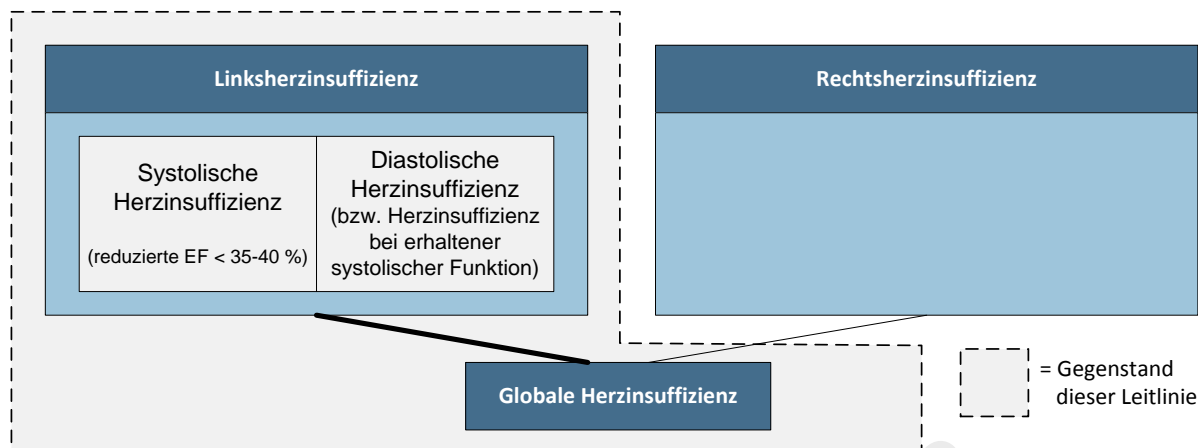 Linksherzinsuffizienz
Rechtsherzinsuffizienz
Systolische
Herzinsuffizienz
(reduzierte EF < 35-40 %)
Diastolische
Herzinsuffizienz
(bzw. Herzinsuffizienz
bei erhaltener
systolischer Funktion)
Globale Herzinsuffizienz
= Gegenstand
dieser Leitlinie